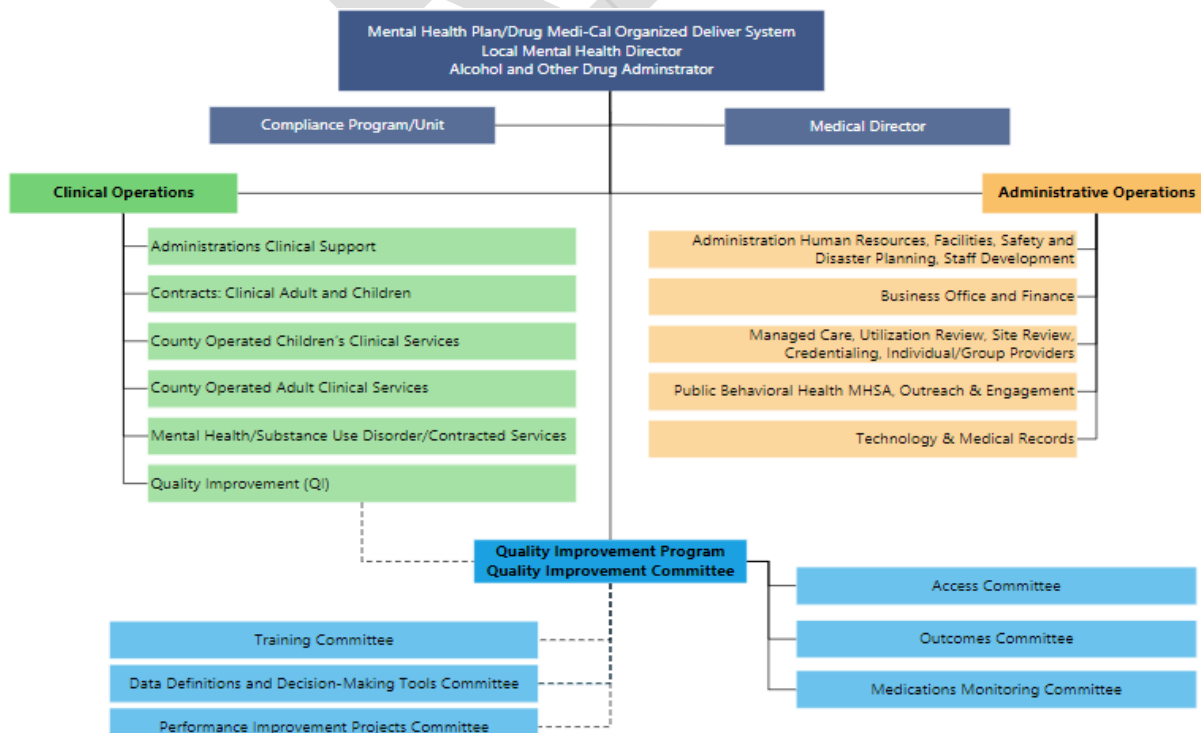 Mental Health Plan/Drug Medi-Cal Organized Deliver System
Local Mental Health Director
Alcohol and Other Drug Adminstrator
Compliance Program/Unit
Medical Director
Clinical Operations
Administrative Operations
Administrations Clinical Support
Contracts: Clinical Adult and Children
County Operated Children's Clinical Services
County Operated Adult Clinical Services
Mental Health/Substance Use Disorder/Contracted Services
Quality Improvement (QI)
Administration Human Resources, Facilities, Safety and
Disaster Planning, Staff Development
Business Office and Finance
Managed Care, Utilization Review, Site Review,
Credentialing, Individual/Group Providers
Public Behavioral Health MHSA, Outreach & Engagement
Technology & Medical Records
Quality Improvement Program
Quality Improvement Committee
Training Committee
Data Definitions and Decision-Making Tools Committee
Performance Improvement Projects Committee
Access Committee
Outcomes Committee
Medications Monitoring Committee